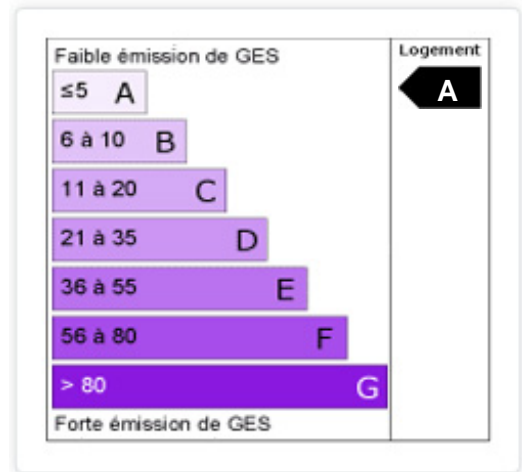 Faible émission de GES
Logement
≤5 A
A
6 à 10 B
11 à 20 C
21 à 35 D
36 à 55 E
56 à 80 F
> 80 G
Forte émission de GES